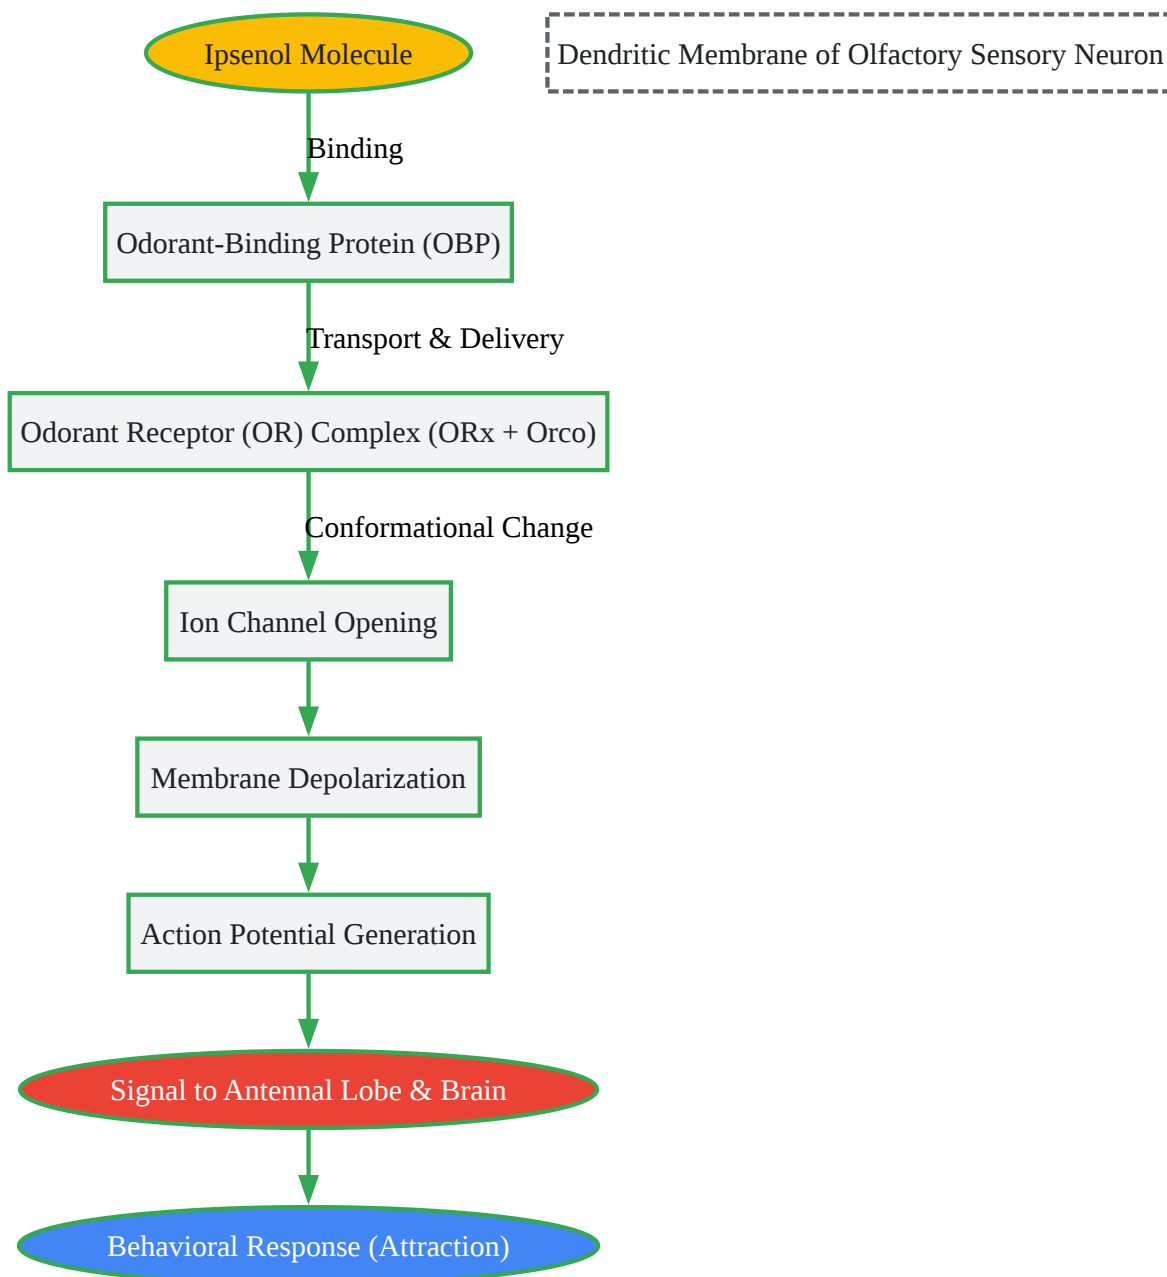 Ipsenol Molecule
Dendritic Membrane of Olfactory Sensory Neuron
Binding
Odorant-Binding Protein (OBP)
Transport & Delivery
Odorant Receptor (OR) Complex (ORx + Orco)
Conformational Change
Ion Channel Opening
Membrane Depolarization
Action Potential Generation
Signal to Antennal Lobe & Brain
Behavioral Response (Attraction)